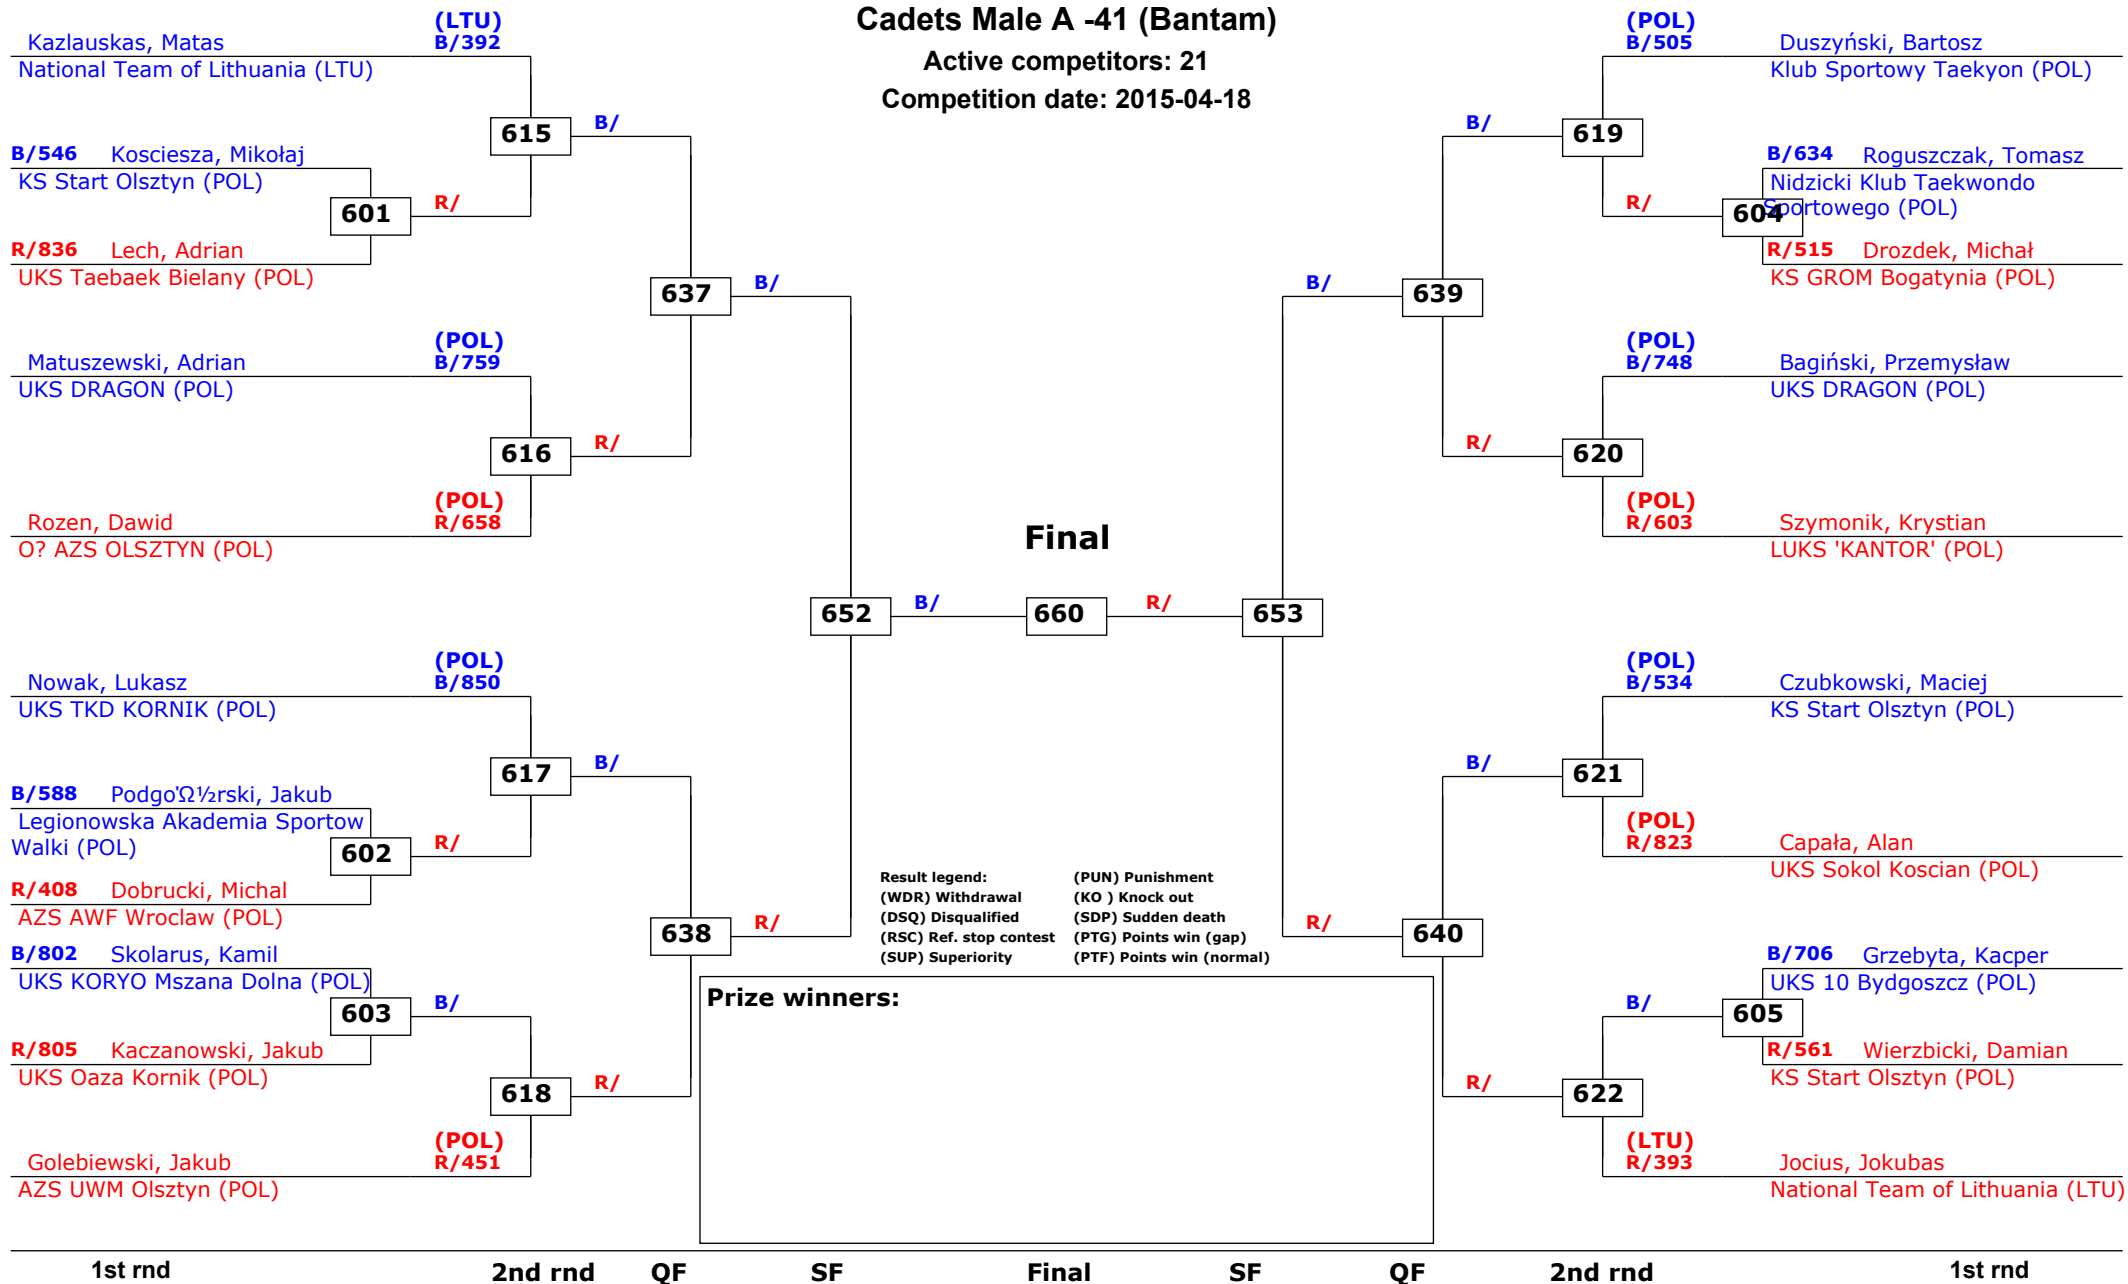 Cadets Male A -41 (Bantam)
Active competitors: 21
Competition date: 2015-04-18
(LTU)
Kazlauskas, Matas B/392
National Team of Lithuania (LTU)
615 B/
B/546 Kosciesza, Mikołaj
KS Start Olsztyn (POL)
601 R/
R/836 Lech, Adrian
UKS Taebaek Bielany (POL)
637 B/
(POL)
Matuszewski, Adrian B/759
UKS DRAGON (POL)
616 R/
(POL)
Rozen, Dawid R/658
O? AZS OLSZTYN (POL)
652 B/
(POL)
Nowak, Lukasz B/850
UKS TKD KORNIK (POL)
617 B/
B/588 Podgo'Ω½rski, Jakub
Legionowska Akademia Sportow
Walki (POL)
602 R/
R/408 Dobrucki, Michal
AZS AWF Wroclaw (POL)
638 R/
B/802 Skolarus, Kamil
UKS KORYO Mszana Dolna (POL)
603 B/
R/805 Kaczanowski, Jakub
UKS Oaza Kornik (POL)
618 R/
(POL)
Golebiewski, Jakub R/451
AZS UWM Olsztyn (POL)
Final
660 R/
653
(POL)
B/505 Duszyński, Bartosz
Klub Sportowy Taekyon (POL)
B/ 619
B/634 Roguszczak, Tomasz
Nidzicki Klub Taekwondo
Sportowego (POL)
R/ 604
R/515 Drozdek, Michał
KS GROM Bogatynia (POL)
B/ 639
(POL)
B/748 Bagiński, Przemysław
UKS DRAGON (POL)
R/ 620
(POL)
R/603 Szymonik, Krystian
LUKS 'KANTOR' (POL)
(POL)
B/534 Czubkowski, Maciej
KS Start Olsztyn (POL)
B/ 621
(POL)
R/823 Capała, Alan
UKS Sokol Koscian (POL)
R/ 640
B/706 Grzebyta, Kacper
UKS 10 Bydgoszcz (POL)
B/ 605
R/561 Wierzbicki, Damian
KS Start Olsztyn (POL)
R/ 622
(LTU)
R/393 Jocius, Jokubas
National Team of Lithuania (LTU)
Result legend: (PUN) Punishment
(WDR) Withdrawal (KO ) Knock out
(DSQ) Disqualified (SDP) Sudden death
(RSC) Ref. stop contest (PTG) Points win (gap)
(SUP) Superiority (PTF) Points win (normal)
Prize winners:
1st rnd 2nd rnd QF SF Final SF QF 2nd rnd 1st rnd